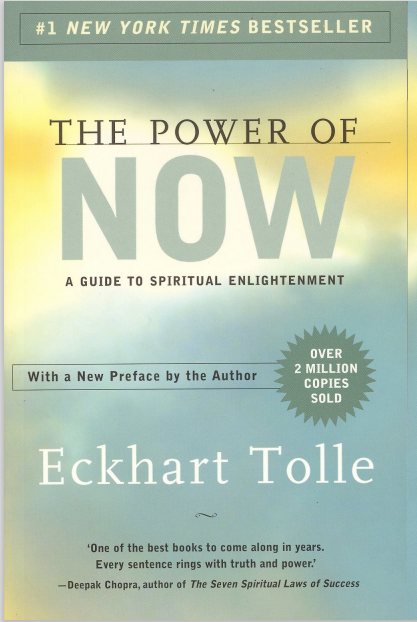 #1 NEW YORK TIMES BESTSELLER
THE POWER OF
NOW
A GUIDE TO SPIRITUAL ENLIGHTENMENT
With a New Preface by the Author
OVER
2 MILLION
COPIES
SOLD
Eckhart Tolle
'One of the best books to come along in years.
Every sentence rings with truth and power.'
—Deepak Chopra, author of The Seven Spiritual Laws of Success